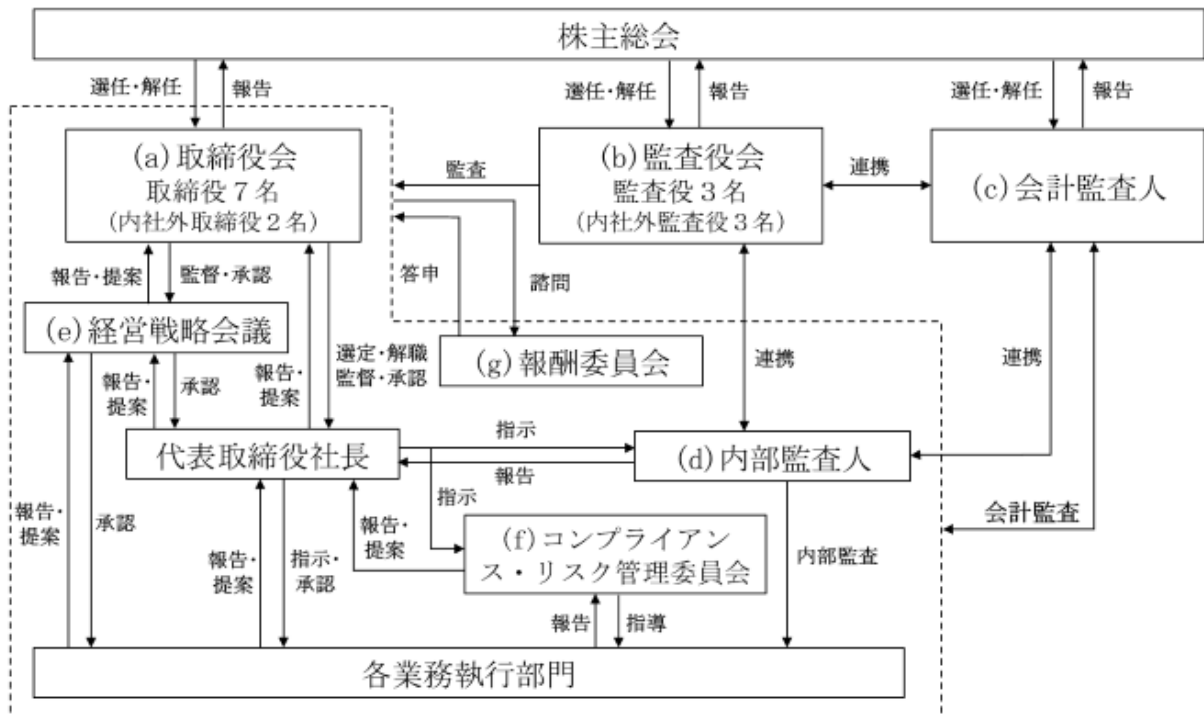 株主総会
選任・解任
報告
選任・解任
報告
選任・解任
報告
(a)取締役会
取締役７名
(内社外取締役２名)
監査
(b)監査役会
監査役３名
(内社外監査役３名)
連携
(c)会計監査人
報告・提案
監督・承認
答申
諮問
(e)経営戦略会議
(g)報酬委員会
報告・
提案
承認
報告・
提案
選定・解職
監督・承認
連携
連携
代表取締役社長
指示
報告
(d)内部監査人
指示
報告・
提案
承認
報告・
提案
指示・
承認
報告・
提案
(f)コンプライアン
ス・リスク管理委員会
内部監査
会計監査
報告
指導
各業務執行部門